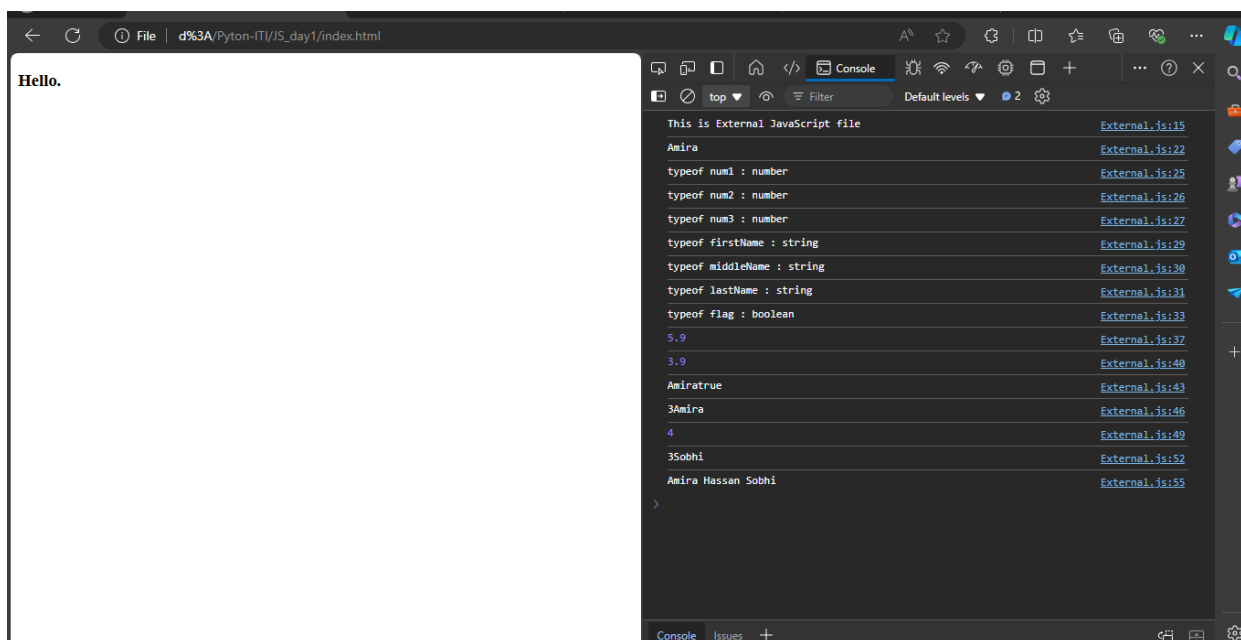 File d%3A/Pyton-ITI/JS_day1/index.html
Hello.
Console
top Filter Default levels 2
This is External JavaScript file External.js:15
Amira External.js:22
typeof num1 : number External.js:25
typeof num2 : number External.js:26
typeof num3 : number External.js:27
typeof firstName : string External.js:29
typeof middleName : string External.js:30
typeof lastName : string External.js:31
typeof flag : boolean External.js:33
5.9 External.js:37
3.9 External.js:40
Amiratrue External.js:43
3Amira External.js:46
4 External.js:49
3Sobhi External.js:52
Amira Hassan Sobhi External.js:55
Console Issues